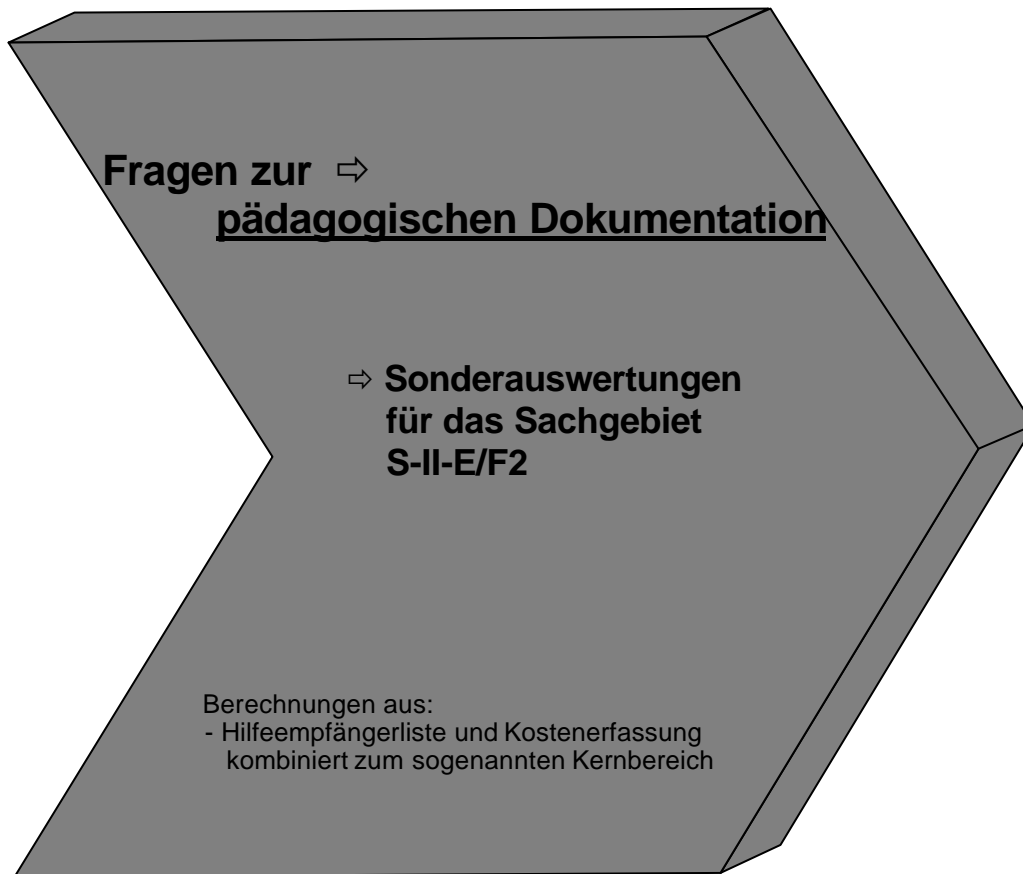 Fragen zur ⇨
pädagogischen Dokumentation
⇨ Sonderauswertungen
für das Sachgebiet
S-II-E/F2
Berechnungen aus:
- Hilfeempfängerliste und Kostenerfassung
kombiniert zum sogenannten Kernbereich